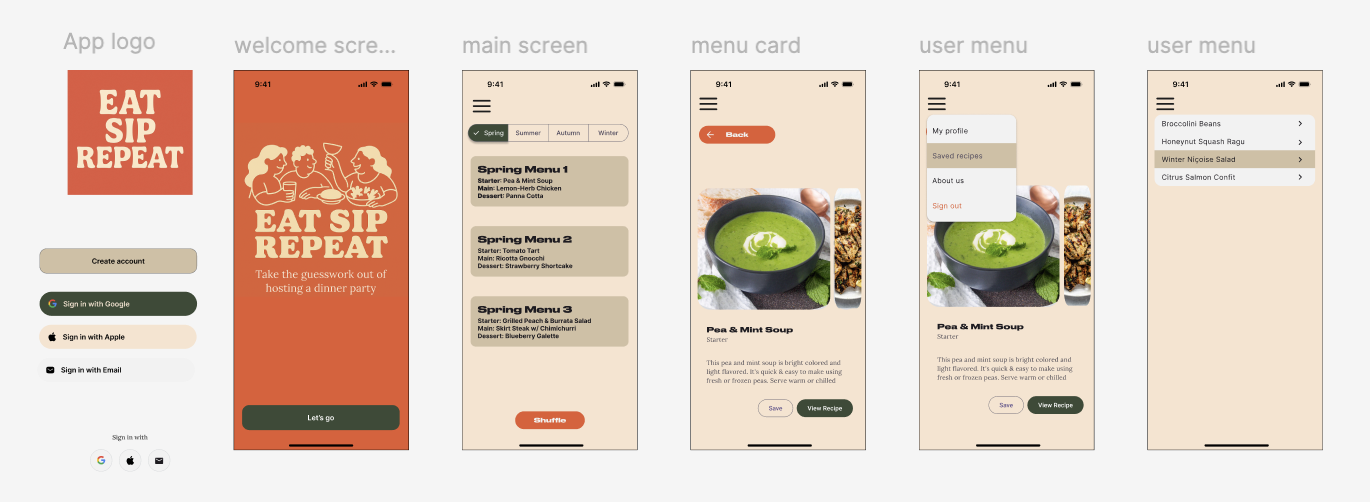 App logo
EAT
SIP
REPEAT
Create account
Sign in with Google
Sign in with Apple
Sign in with Email
Sign in with
welcome scre...
9:41
EAT SIP
REPEAT
Take the guesswork out of
hosting a dinner party
Let's go
main screen
9:41
Spring
Summer
Autumn
Winter
Spring Menu 1
Starter: Pea & Mint Soup
Main: Lemon-Herb Chicken
Dessert: Panna Cotta
Spring Menu 2
Starter: Tomato Tart
Main: Ricotta Gnocchi
Dessert: Strawberry Shortcake
Spring Menu 3
Starter: Grilled Peach & Burrata Salad
Main: Skirt Steak w/ Chimichurri
Dessert: Blueberry Galette
Shuffle
menu card
9:41
Back
Pea & Mint Soup
Starter
This pea and mint soup is bright colored and
light flavored. It's quick & easy to make using
fresh or frozen peas. Serve warm or chilled
Save
View Recipe
user menu
9:41
My profile
Saved recipes
About us
Sign out
Pea & Mint Soup
Starter
This pea and mint soup is bright colored and
light flavored. It's quick & easy to make using
fresh or frozen peas. Serve warm or chilled
Save
View Recipe
user menu
9:41
Broccolini Beans
Honeynut Squash Ragu
Winter Niçoise Salad
Citrus Salmon Confit